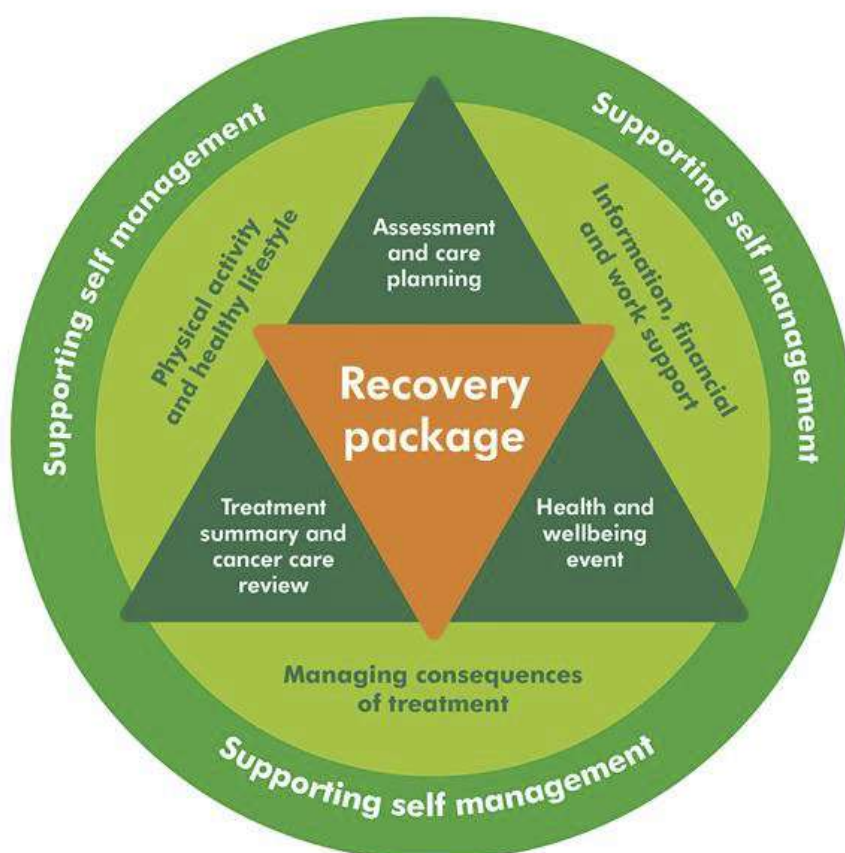 Supporting self management
Supporting self management
Physical activity
and healthy lifestyle
Information, financial
and work support
Assessment
and care
planning
Recovery
package
Treatment
summary and
cancer care
review
Health and
wellbeing
event
Managing consequences
of treatment
Supporting self management